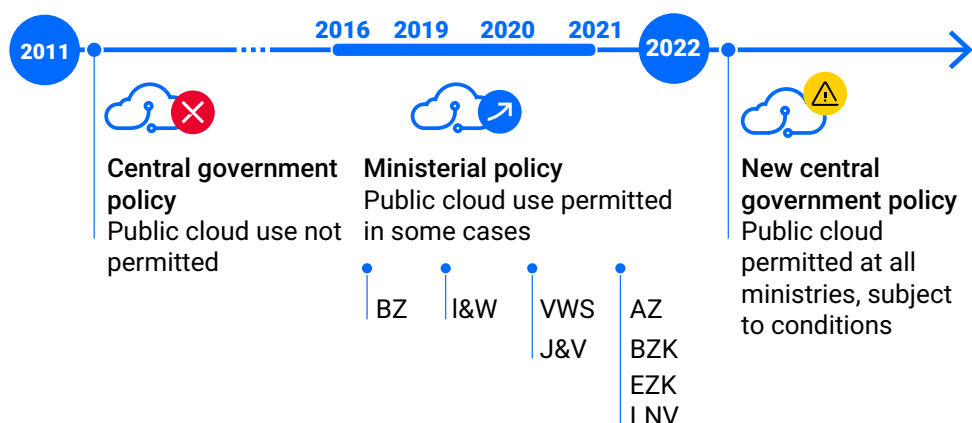 2011
2016 2019 2020 2021
2022
Central government
policy
Public cloud use not
permitted
Ministerial policy
Public cloud use permitted
in some cases
BZ
I&W
VWS
J&V
AZ
BZK
EZK
LNV
New central
government policy
Public cloud
permitted at all
ministries, subject
to conditions